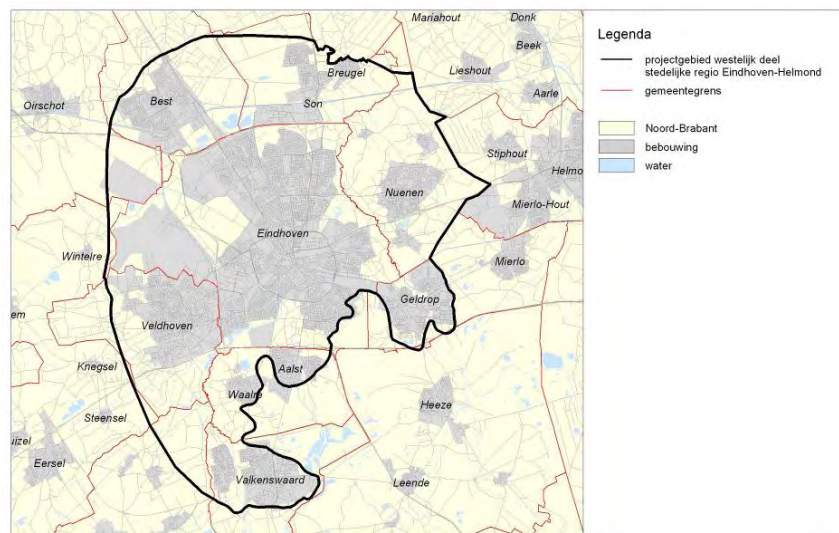 Mariahout
Donk
Beek
Lieshout
Breugel
Aarle
Oirschot
Best
Son
Stiphout
Helmo
Nuenen
Mierlo-Hout
Eindhoven
Wintelre
Mierlo
Geldrop
em
Veldhoven
Knegsel
Aalst
Waalre
Heeze
Steensel
uizel
Eersel
Valkenswaard
Leende
Legenda
projectgebied westelijk deel
stedelijke regio Eindhoven-Helmond
gemeentegrens
Noord-Brabant
bebouwing
water